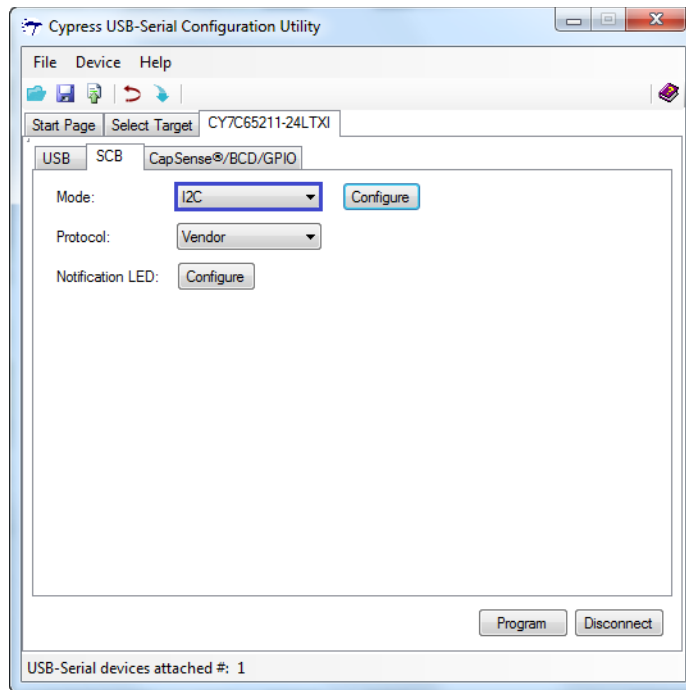 Cypress USB-Serial Configuration Utility
File Device Help
Start Page Select Target CY7C65211-24LTXI
USB SCB CapSense®/BCD/GPIO
Mode: I2C Configure
Protocol: Vendor
Notification LED: Configure
Program Disconnect
USB-Serial devices attached #: 1